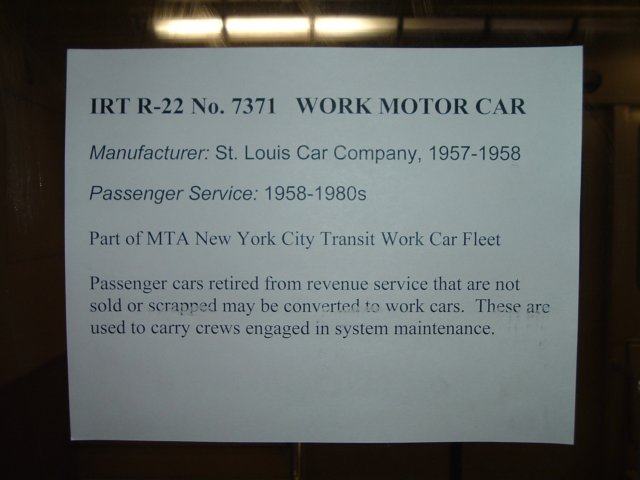 IRT R-22 No. 7371 WORK MOTOR CAR
Manufacturer: St. Louis Car Company, 1957-1958
Passenger Service: 1958-1980s
Part of MTA New York City Transit Work Car Fleet
Passenger cars retired from revenue service that are not
sold or scrapped may be converted to work cars. These are
used to carry crews engaged in system maintenance.